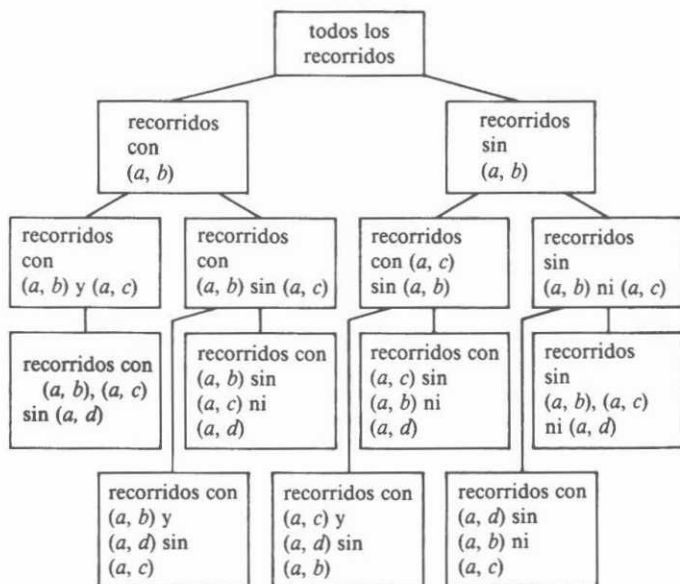 todos los
recorridos
recorridos
con
(a, b)
recorridos
sin
(a, b)
recorridos
con
(a, b) y (a, c)
recorridos
con
(a, b) sin (a, c)
recorridos
con (a, c)
sin (a, b)
recorridos
sin
(a, b) ni (a, c)
recorridos con
(a, b), (a, c)
sin (a, d)
recorridos con
(a, b) sin
(a, c) ni
(a, d)
recorridos con
(a, c) sin
(a, b) ni
(a, d)
recorridos
sin
(a, b), (a, c)
ni (a, d)
recorridos con
(a, b) y
(a, d) sin
(a, c)
recorridos con
(a, c) y
(a, d) sin
(a, b)
recorridos con
(a, d) sin
(a, b) ni
(a, c)